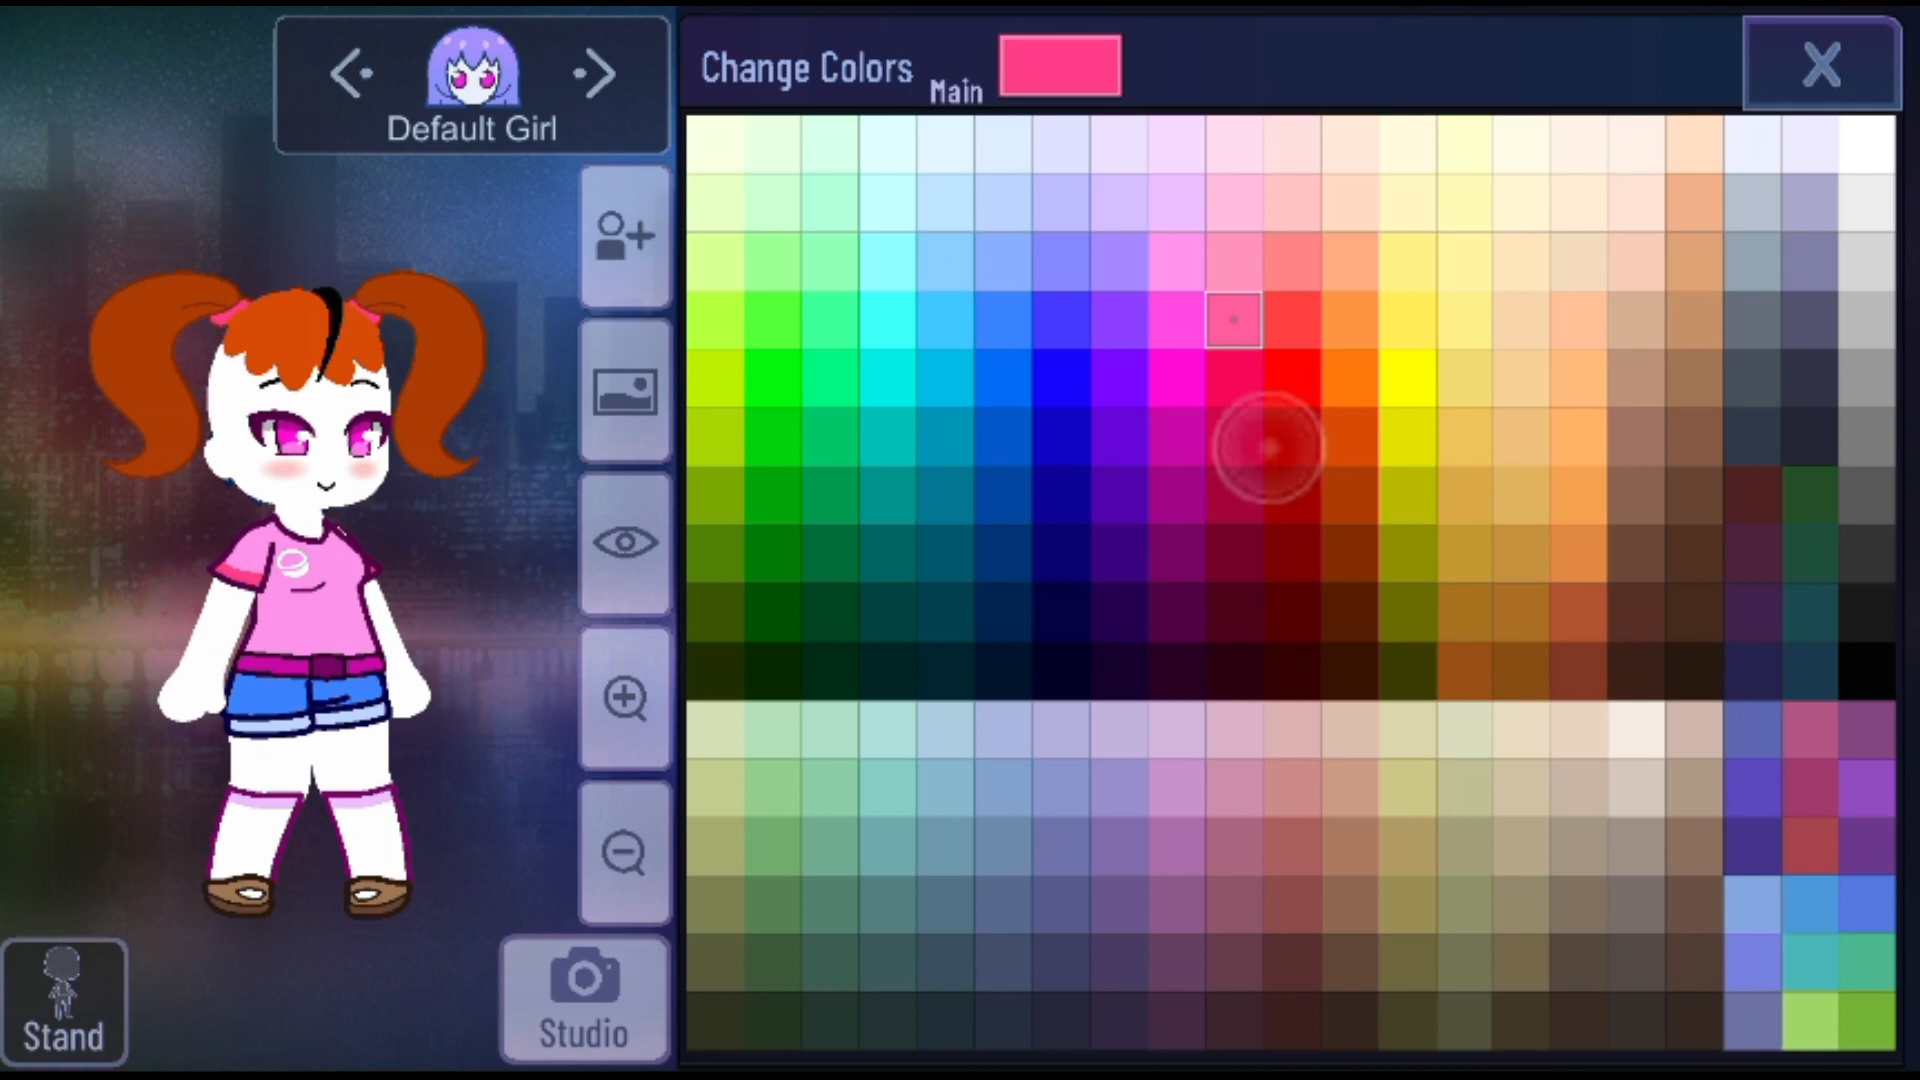 Default Girl
Change Colors
Main
X
Stand
Studio